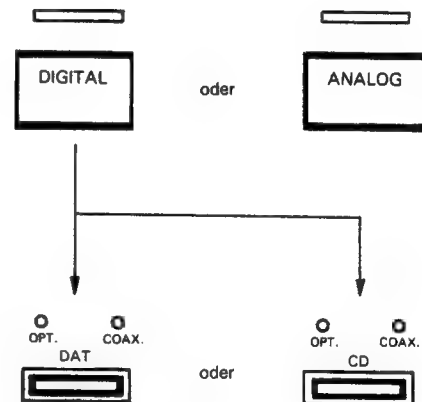 DIGITAL oder ANALOG
OPT. COAX. OPT. COAX.
DAT oder CD